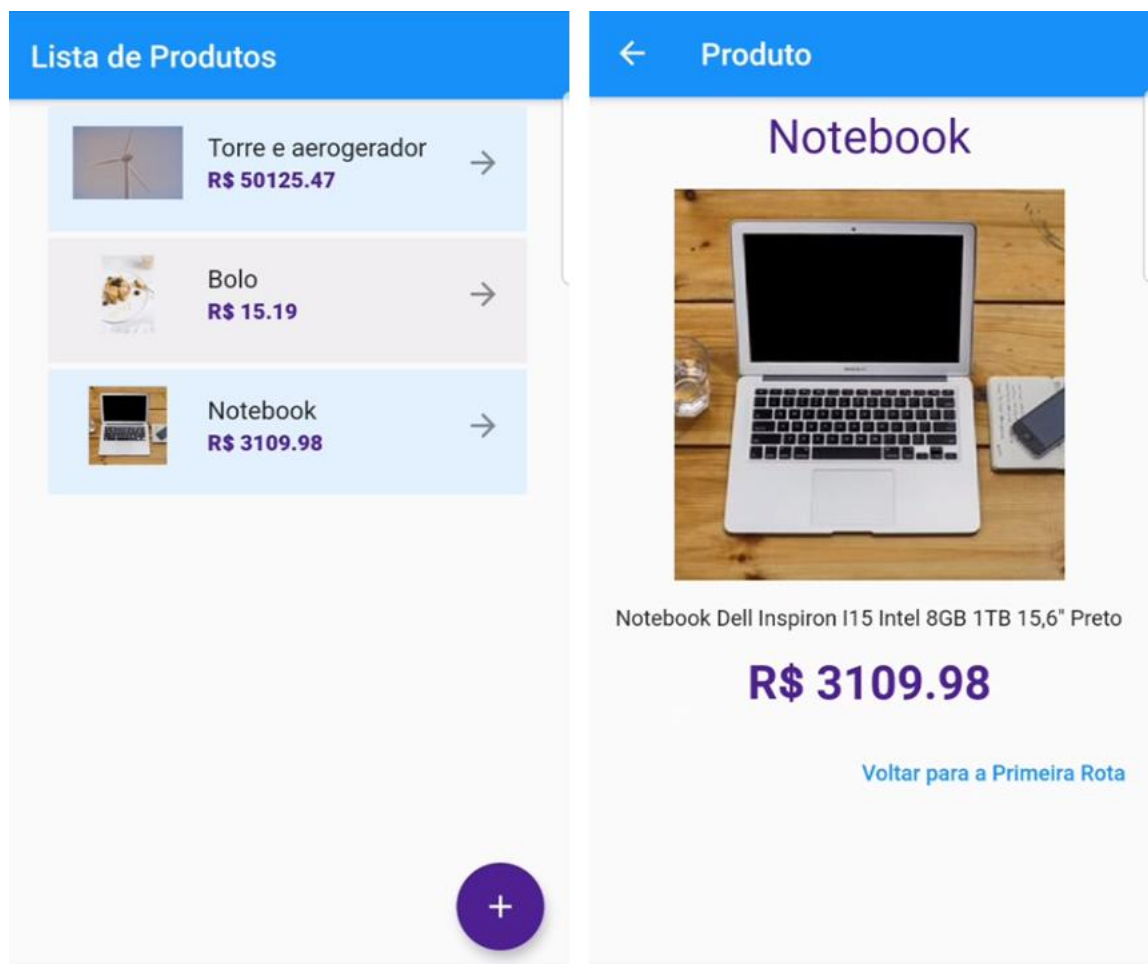 Lista de Produtos
Torre e aerogerador
R$ 50125.47
Bolo
R$ 15.19
Notebook
R$ 3109.98
Produto
Notebook
Notebook Dell Inspiron I15 Intel 8GB 1TB 15,6" Preto
R$ 3109.98
Voltar para a Primeira Rota